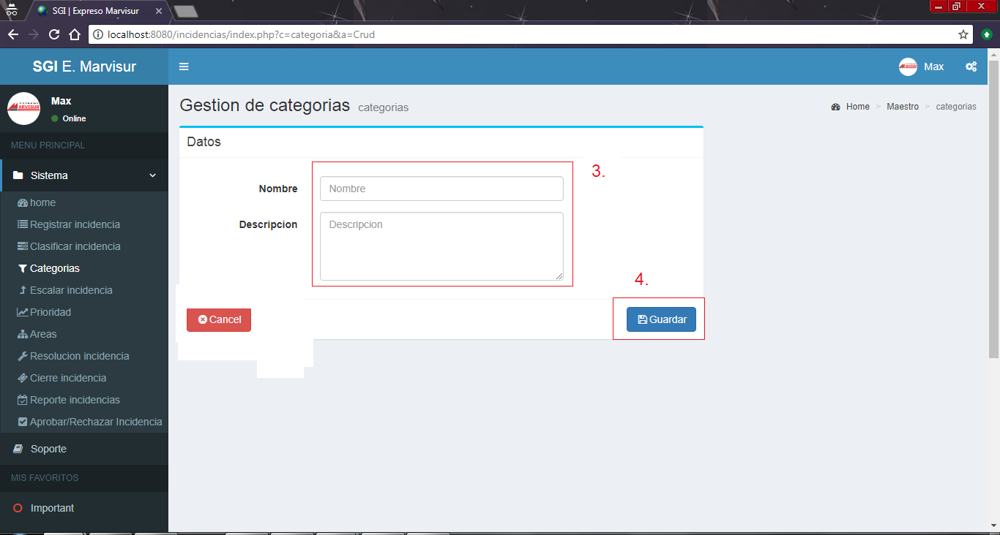 SGI | Expreso Marvisur
localhost:8080/incidencias/index.php?c=categoria&a=Crud
SGI E. Marvisur
Max
Max
Online
MENU PRINCIPAL
Sistema
home
Registrar incidencia
Clasificar incidencia
Categorias
Escalar incidencia
Prioridad
Areas
Resolucion incidencia
Cierre incidencia
Reporte incidencias
Aprobar/Rechazar Incidencia
Soporte
MIS FAVORITOS
Important
Gestion de categorias categorias
Home > Maestro > categorias
Datos
3.
Nombre Nombre
Descripcion Descripcion
4.
Cancel Guardar